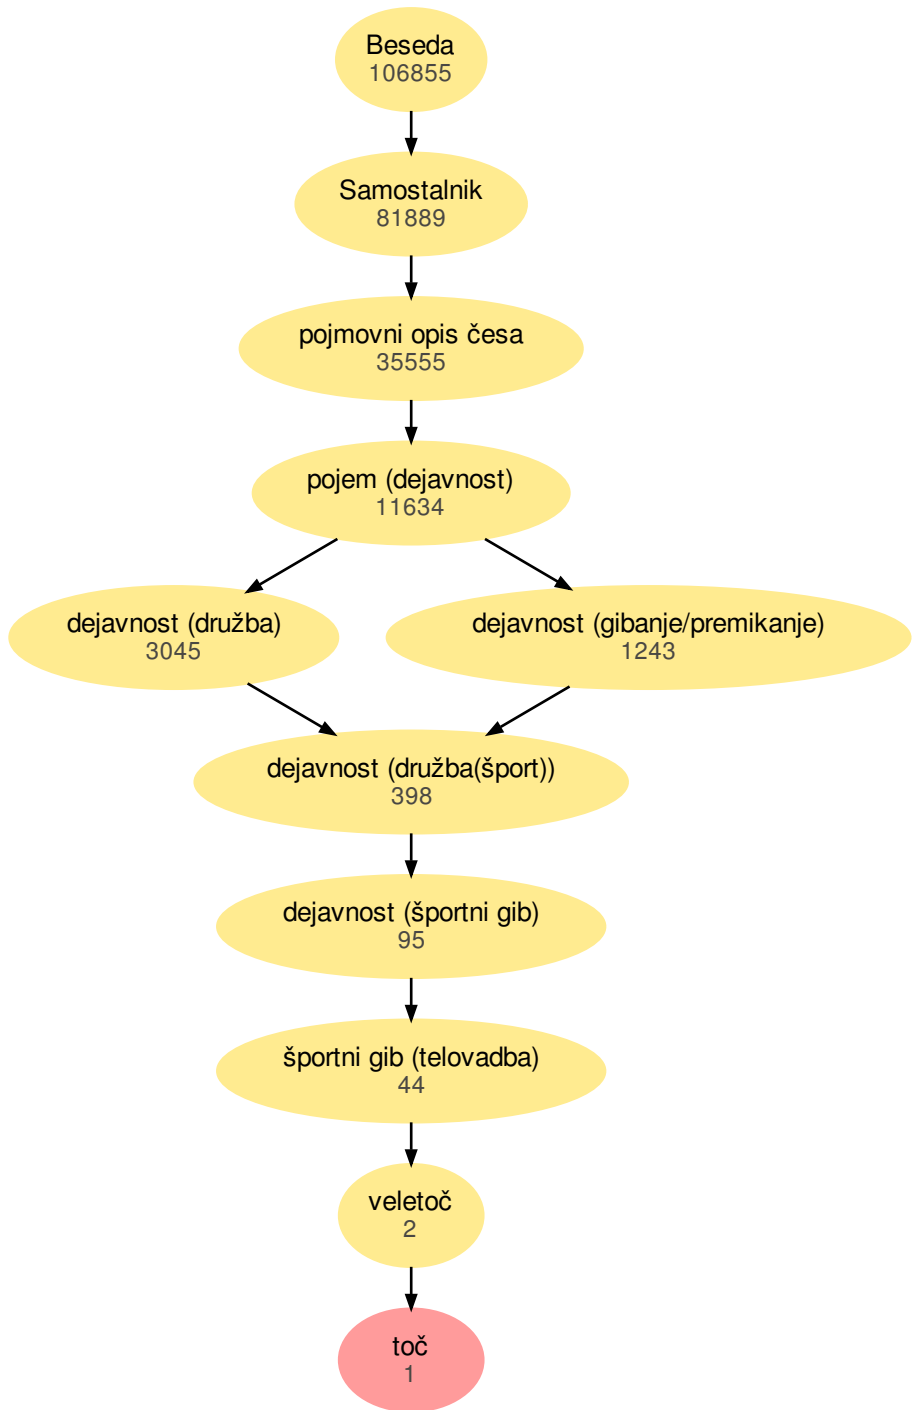 Beseda
106855
Samostalnik
81889
pojmovni opis česa
35555
pojem (dejavnost)
11634
dejavnost (družba)
3045
dejavnost (gibanje/premikanje)
1243
dejavnost (družba(šport))
398
dejavnost (športni gib)
95
športni gib (telovadba)
44
veletoč
2
toč
1